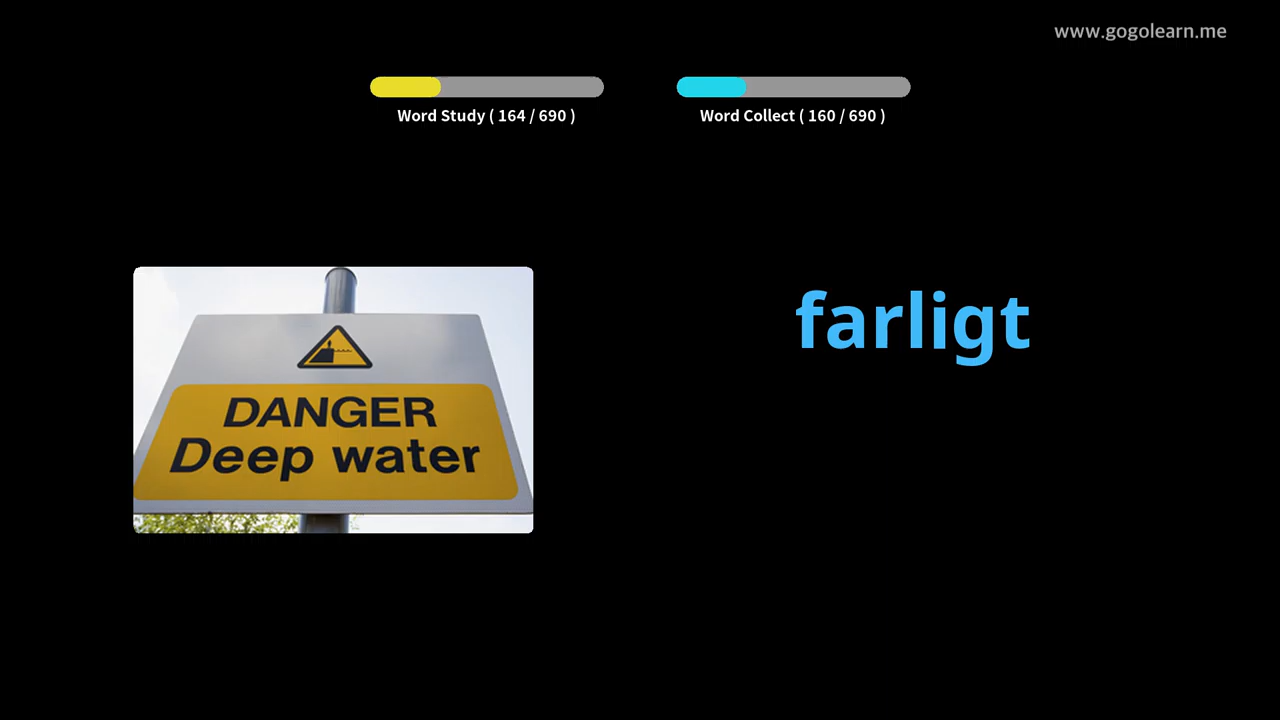 www.gogolearn.me
Word Study ( 164 / 690 )
Word Collect ( 160 / 690 )
farligt
DANGER
Deep water